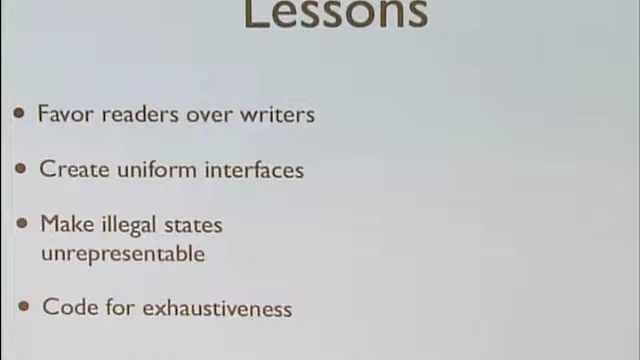 Lessons
• Favor readers over writers
• Create uniform interfaces
• Make illegal states
unrepresentable
• Code for exhaustiveness